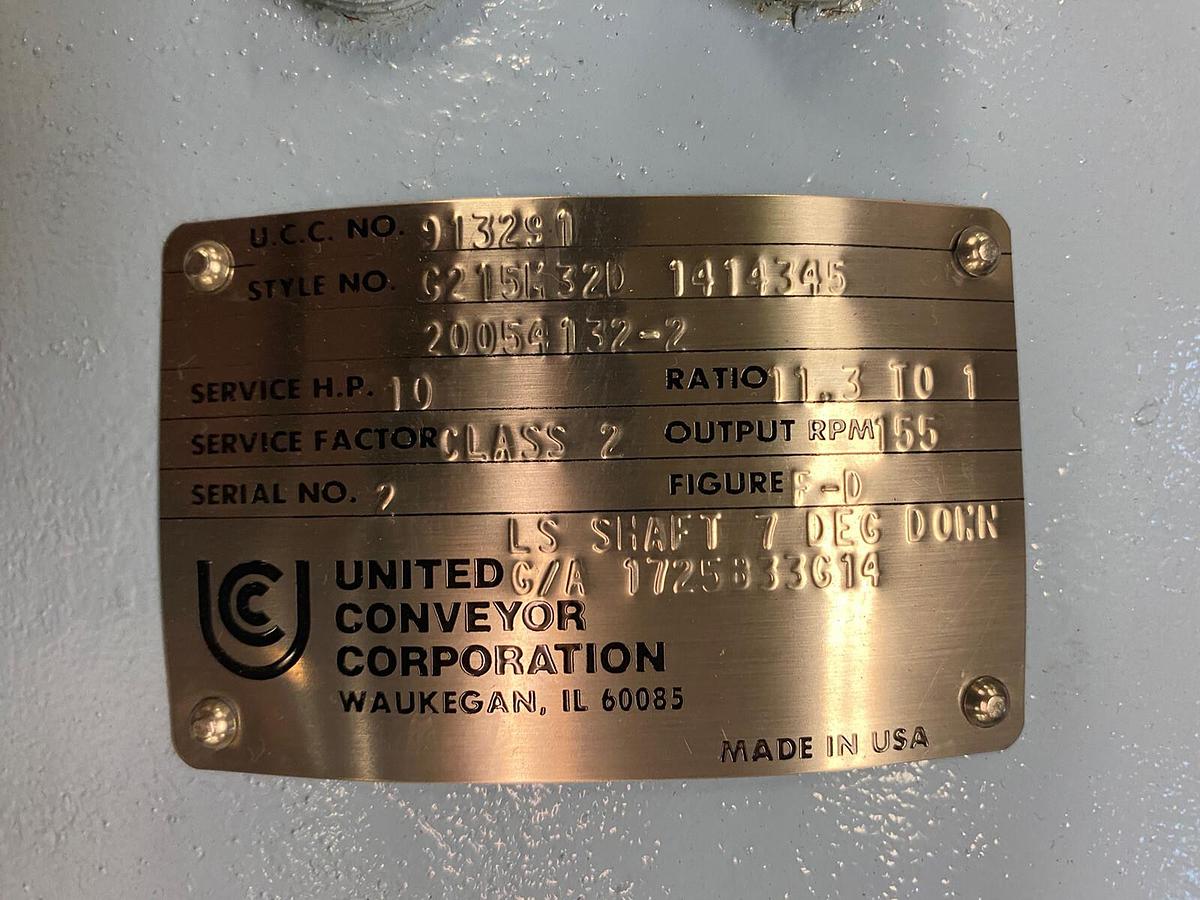 U.C.C. NO. 913291
STYLE NO. G215K32D 1414345
20054132-2
SERVICE H.P. 10 RATIO 11.3 TO 1
SERVICE FACTOR CLASS 2 OUTPUT RPM 155
SERIAL NO. 2 FIGURE F-D
LS SHAFT 7 DEG DOWN
G/A 1725833G14
UCC
UNITED
CONVEYOR
CORPORATION
WAUKEGAN, IL 60085
MADE IN USA